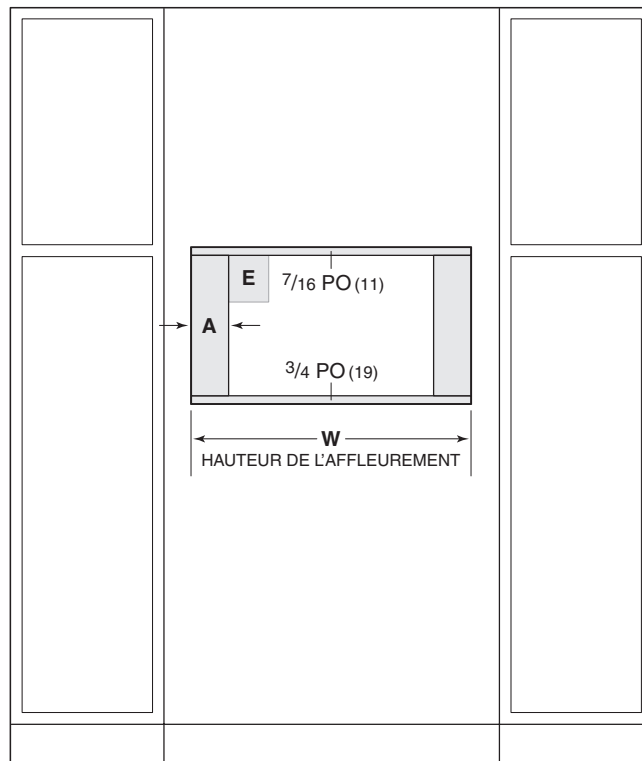 E
7/16 PO (11)
A
3/4 PO (19)
W
HAUTEUR DE L’AFFLEUREMENT